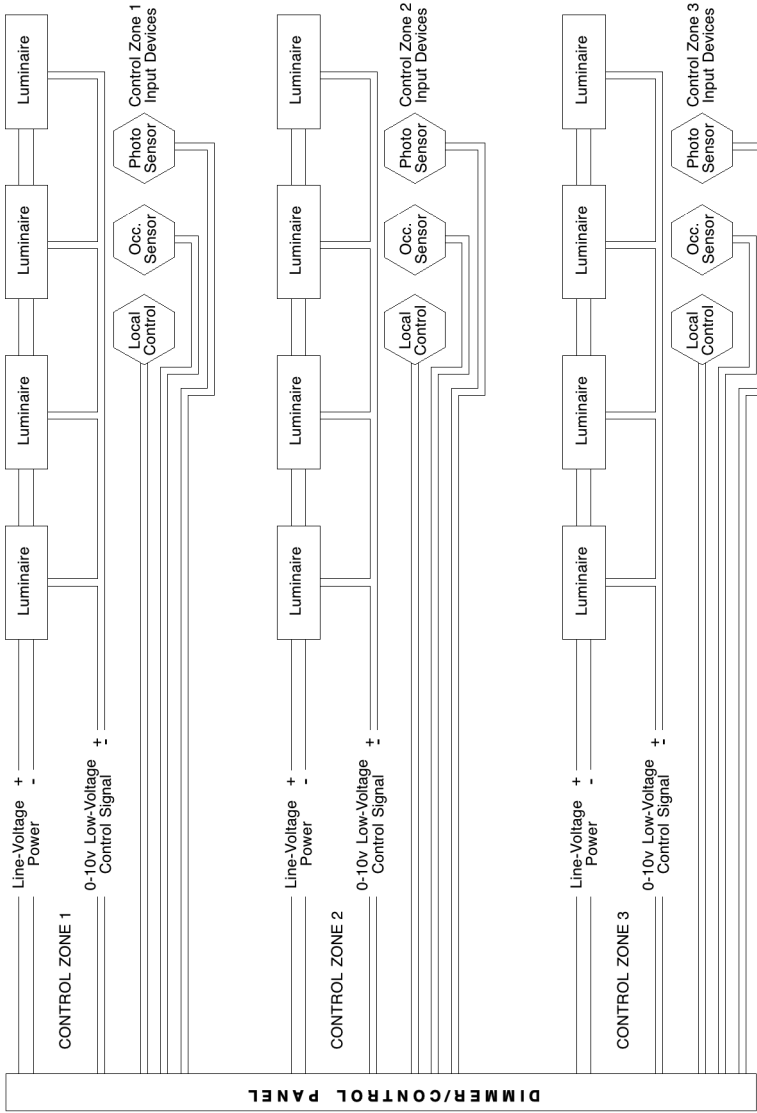 DIMMER/CONTROL PANEL
CONTROL ZONE 1
Line-Voltage +
Power -
0-10v Low-Voltage +
Control Signal -
Luminaire
Luminaire
Luminaire
Luminaire
Local
Control
Occ.
Sensor
Photo
Sensor
Control Zone 1
Input Devices
CONTROL ZONE 2
Line-Voltage +
Power -
0-10v Low-Voltage +
Control Signal -
Luminaire
Luminaire
Luminaire
Luminaire
Local
Control
Occ.
Sensor
Photo
Sensor
Control Zone 2
Input Devices
CONTROL ZONE 3
Line-Voltage +
Power -
0-10v Low-Voltage +
Control Signal -
Luminaire
Luminaire
Luminaire
Luminaire
Local
Control
Occ.
Sensor
Photo
Sensor
Control Zone 3
Input Devices